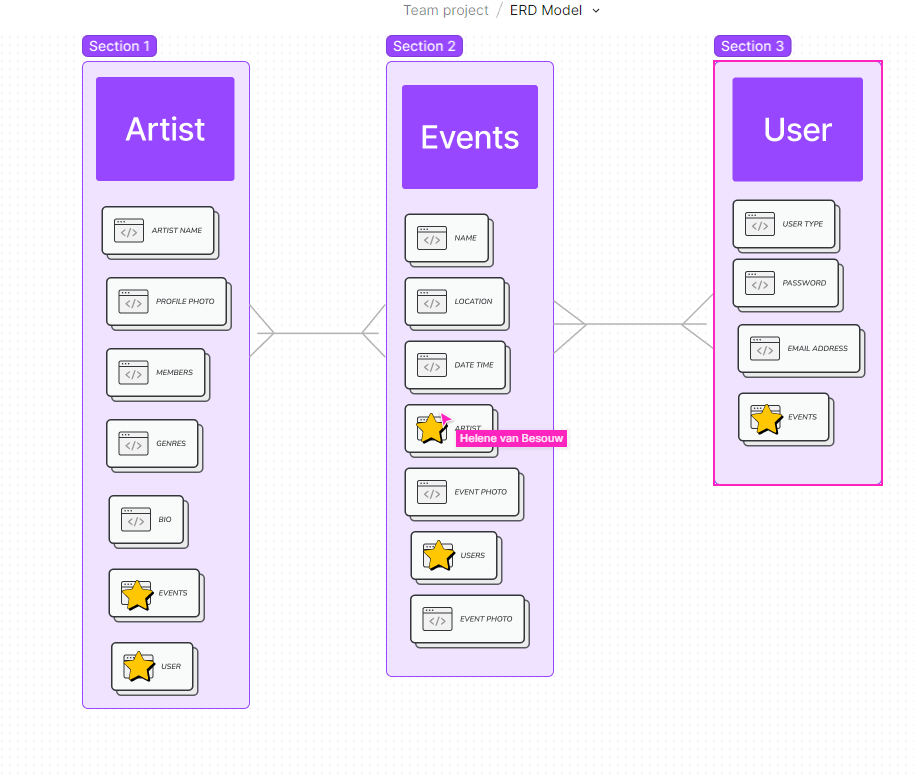 Team project / ERD Model
Section 1
Artist
ARTIST NAME
PROFILE PHOTO
MEMBERS
GENRES
BIO
EVENTS
USER
Section 2
Events
NAME
LOCATION
DATE TIME
ARTIST
Helene van Besouw
EVENT PHOTO
USERS
EVENT PHOTO
Section 3
User
USER TYPE
PASSWORD
EMAIL ADDRESS
EVENTS